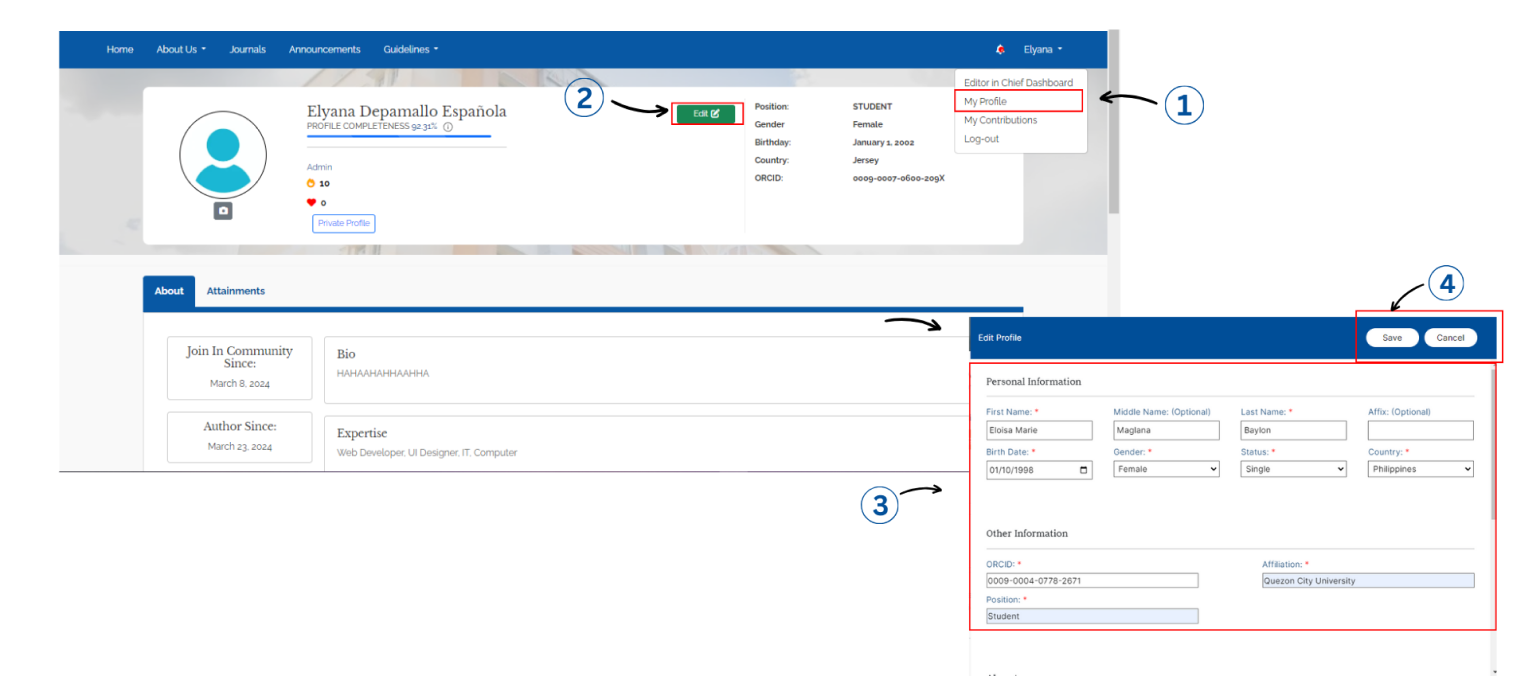 Home About Us Journals Announcements Guidelines Elyana
Editor in Chief Dashboard
My Profile
My Contributions
Log-out
1
2
Elyana Depamallo Española
PROFILE COMPLETENESS 92.31%
Edit
Admin
10
0
Private Profile
Position: STUDENT
Gender Female
Birthday: January 1, 2002
Country: Jersey
ORCID: 0009-0007-0600-209X
About Attainments
Join In Community
Since:
March 8, 2024
Bio
HAHAAHAHHAAHHA
Author Since:
March 23, 2024
Expertise
Web Developer, UI Designer, IT, Computer
3
4
Edit Profile Save Cancel
Personal Information
First Name: * Middle Name: (Optional) Last Name: * Affix: (Optional)
Eloisa Marie Maglana Baylon
Birth Date: * Gender: * Status: * Country: *
01/10/1998 Female Single Philippines
Other Information
ORCID: * Affiliation: *
0009-0004-0778-2671 Quezon City University
Position: *
Student